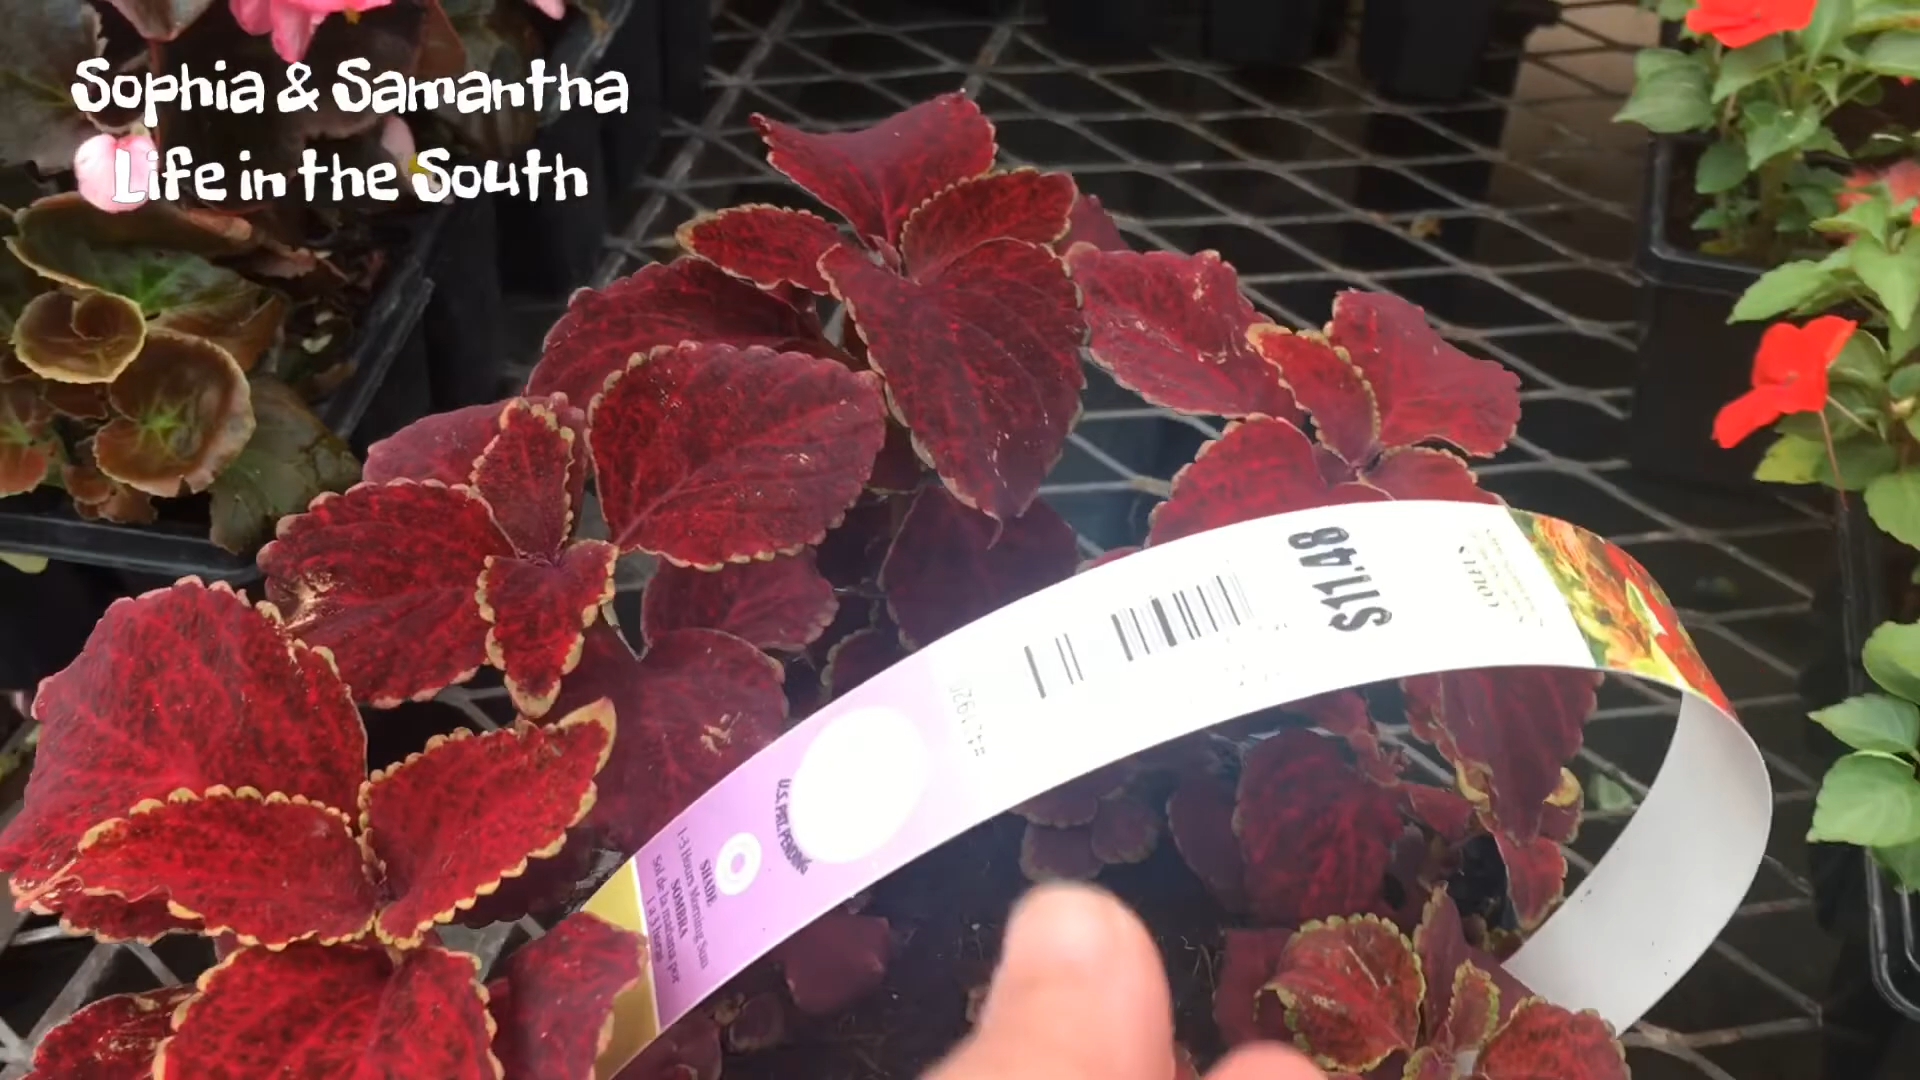 Sophia & Samantha
Life in the South
$11.48
U.S. PAT. PENDING
SHADE
1-3 Hours Morning Sun
SOMBRA
Sol de la mañana por
1 a 3 horas